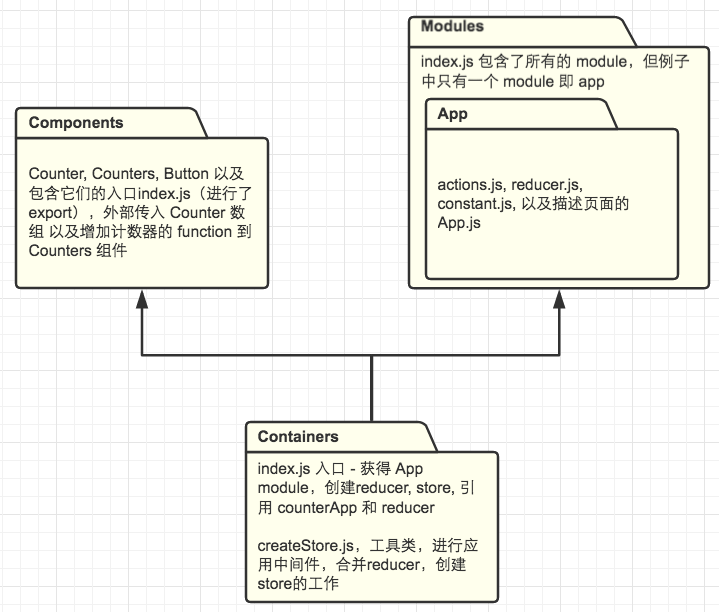 Modules
index.js 包含了所有的 module，但例子
中只有一个 module 即 app
App
actions.js, reducer.js,
constant.js, 以及描述页面的
App.js
Components
Counter, Counters, Button 以及
包含它们的入口index.js（进行了
export），外部传入 Counter 数
组 以及增加计数器的 function 到
Counters 组件
Containers
index.js 入口 - 获得 App
module，创建reducer, store, 引
用 counterApp 和 reducer
createStore.js，工具类，进行应
用中间件，合并reducer，创建
store的工作